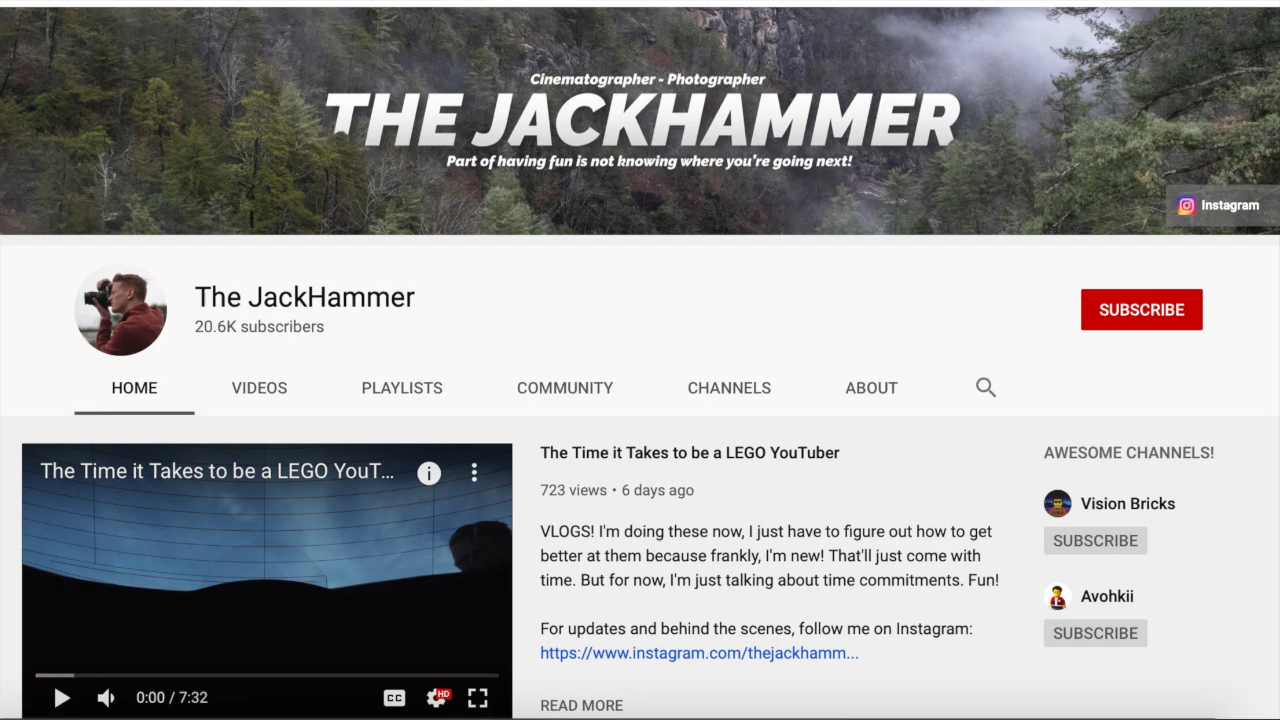 Cinematographer - Photographer
THE JACKHAMMER
Part of having fun is not knowing where you're going next!
Instagram
The JackHammer
20.6K subscribers
SUBSCRIBE
HOME
VIDEOS
PLAYLISTS
COMMUNITY
CHANNELS
ABOUT
The Time it Takes to be a LEGO YouT...
0:00 / 7:32
CC
HD
The Time it Takes to be a LEGO YouTuber
723 views • 6 days ago
VLOGS! I'm doing these now, I just have to figure out how to get
better at them because frankly, I'm new! That'll just come with
time. But for now, I'm just talking about time commitments. Fun!
For updates and behind the scenes, follow me on Instagram:
https://www.instagram.com/thejackhamm...
READ MORE
AWESOME CHANNELS!
Vision Bricks
SUBSCRIBE
Avohkii
SUBSCRIBE